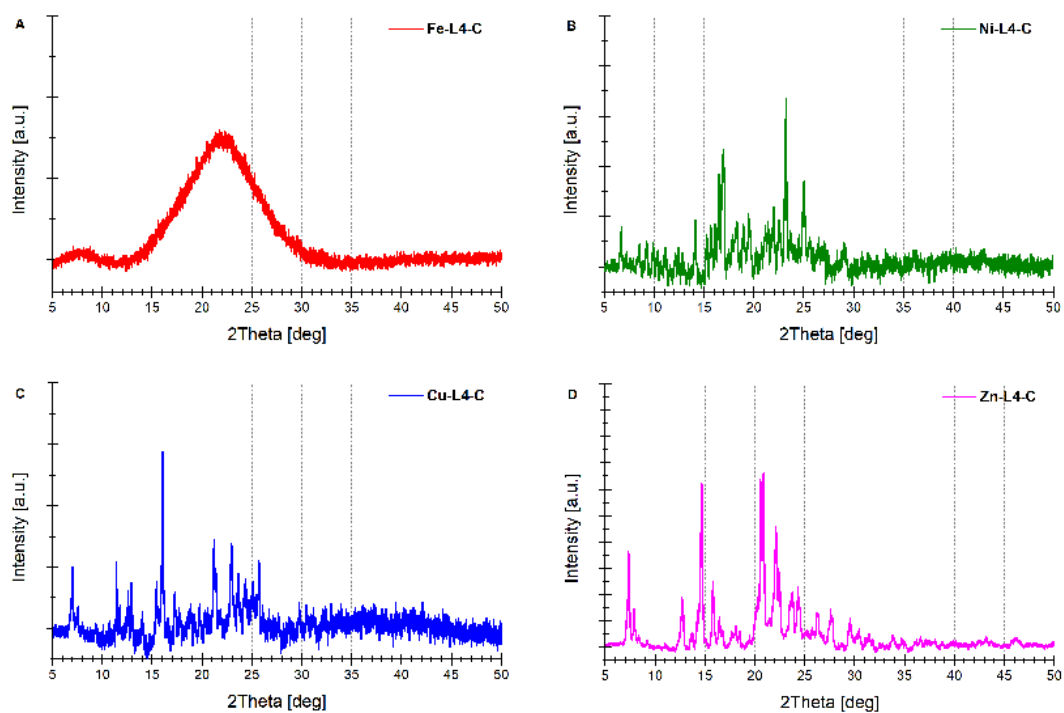 A
Fe-L4-C
Intensity [a.u.]
5 10 15 20 25 30 35 40 45 50
2Theta [deg]
B
Ni-L4-C
Intensity [a.u.]
5 10 15 20 25 30 35 40 45 50
2Theta [deg]
C
Cu-L4-C
Intensity [a.u.]
5 10 15 20 25 30 35 40 45 50
2Theta [deg]
D
Zn-L4-C
Intensity [a.u.]
5 10 15 20 25 30 35 40 45 50
2Theta [deg]